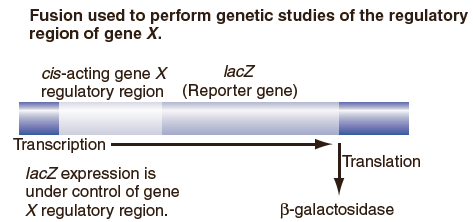 Fusion used to perform genetic studies of the regulatory
region of gene X.
cis-acting gene X
regulatory region
lacZ
(Reporter gene)
Transcription
Translation
lacZ expression is
under control of gene
X regulatory region.
β-galactosidase